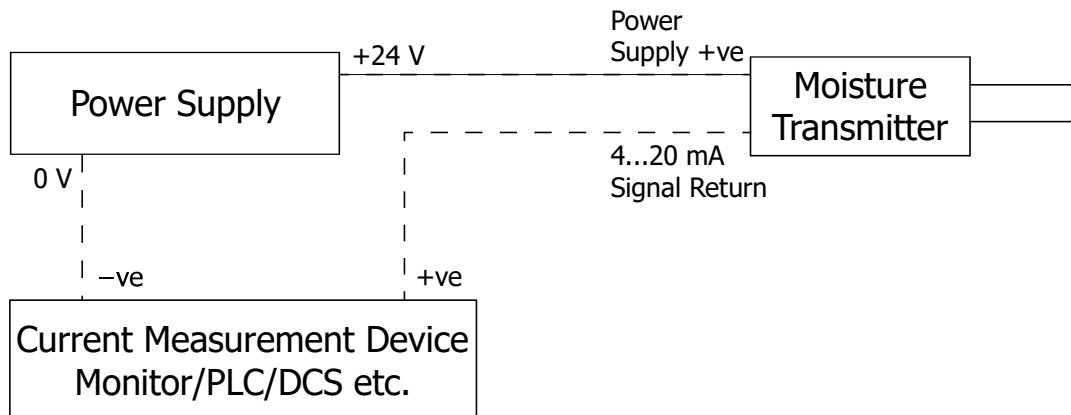 Power
Supply +ve
+24 V
Power Supply
Moisture
Transmitter
0 V
4...20 mA
Signal Return
–ve
+ve
Current Measurement Device
Monitor/PLC/DCS etc.